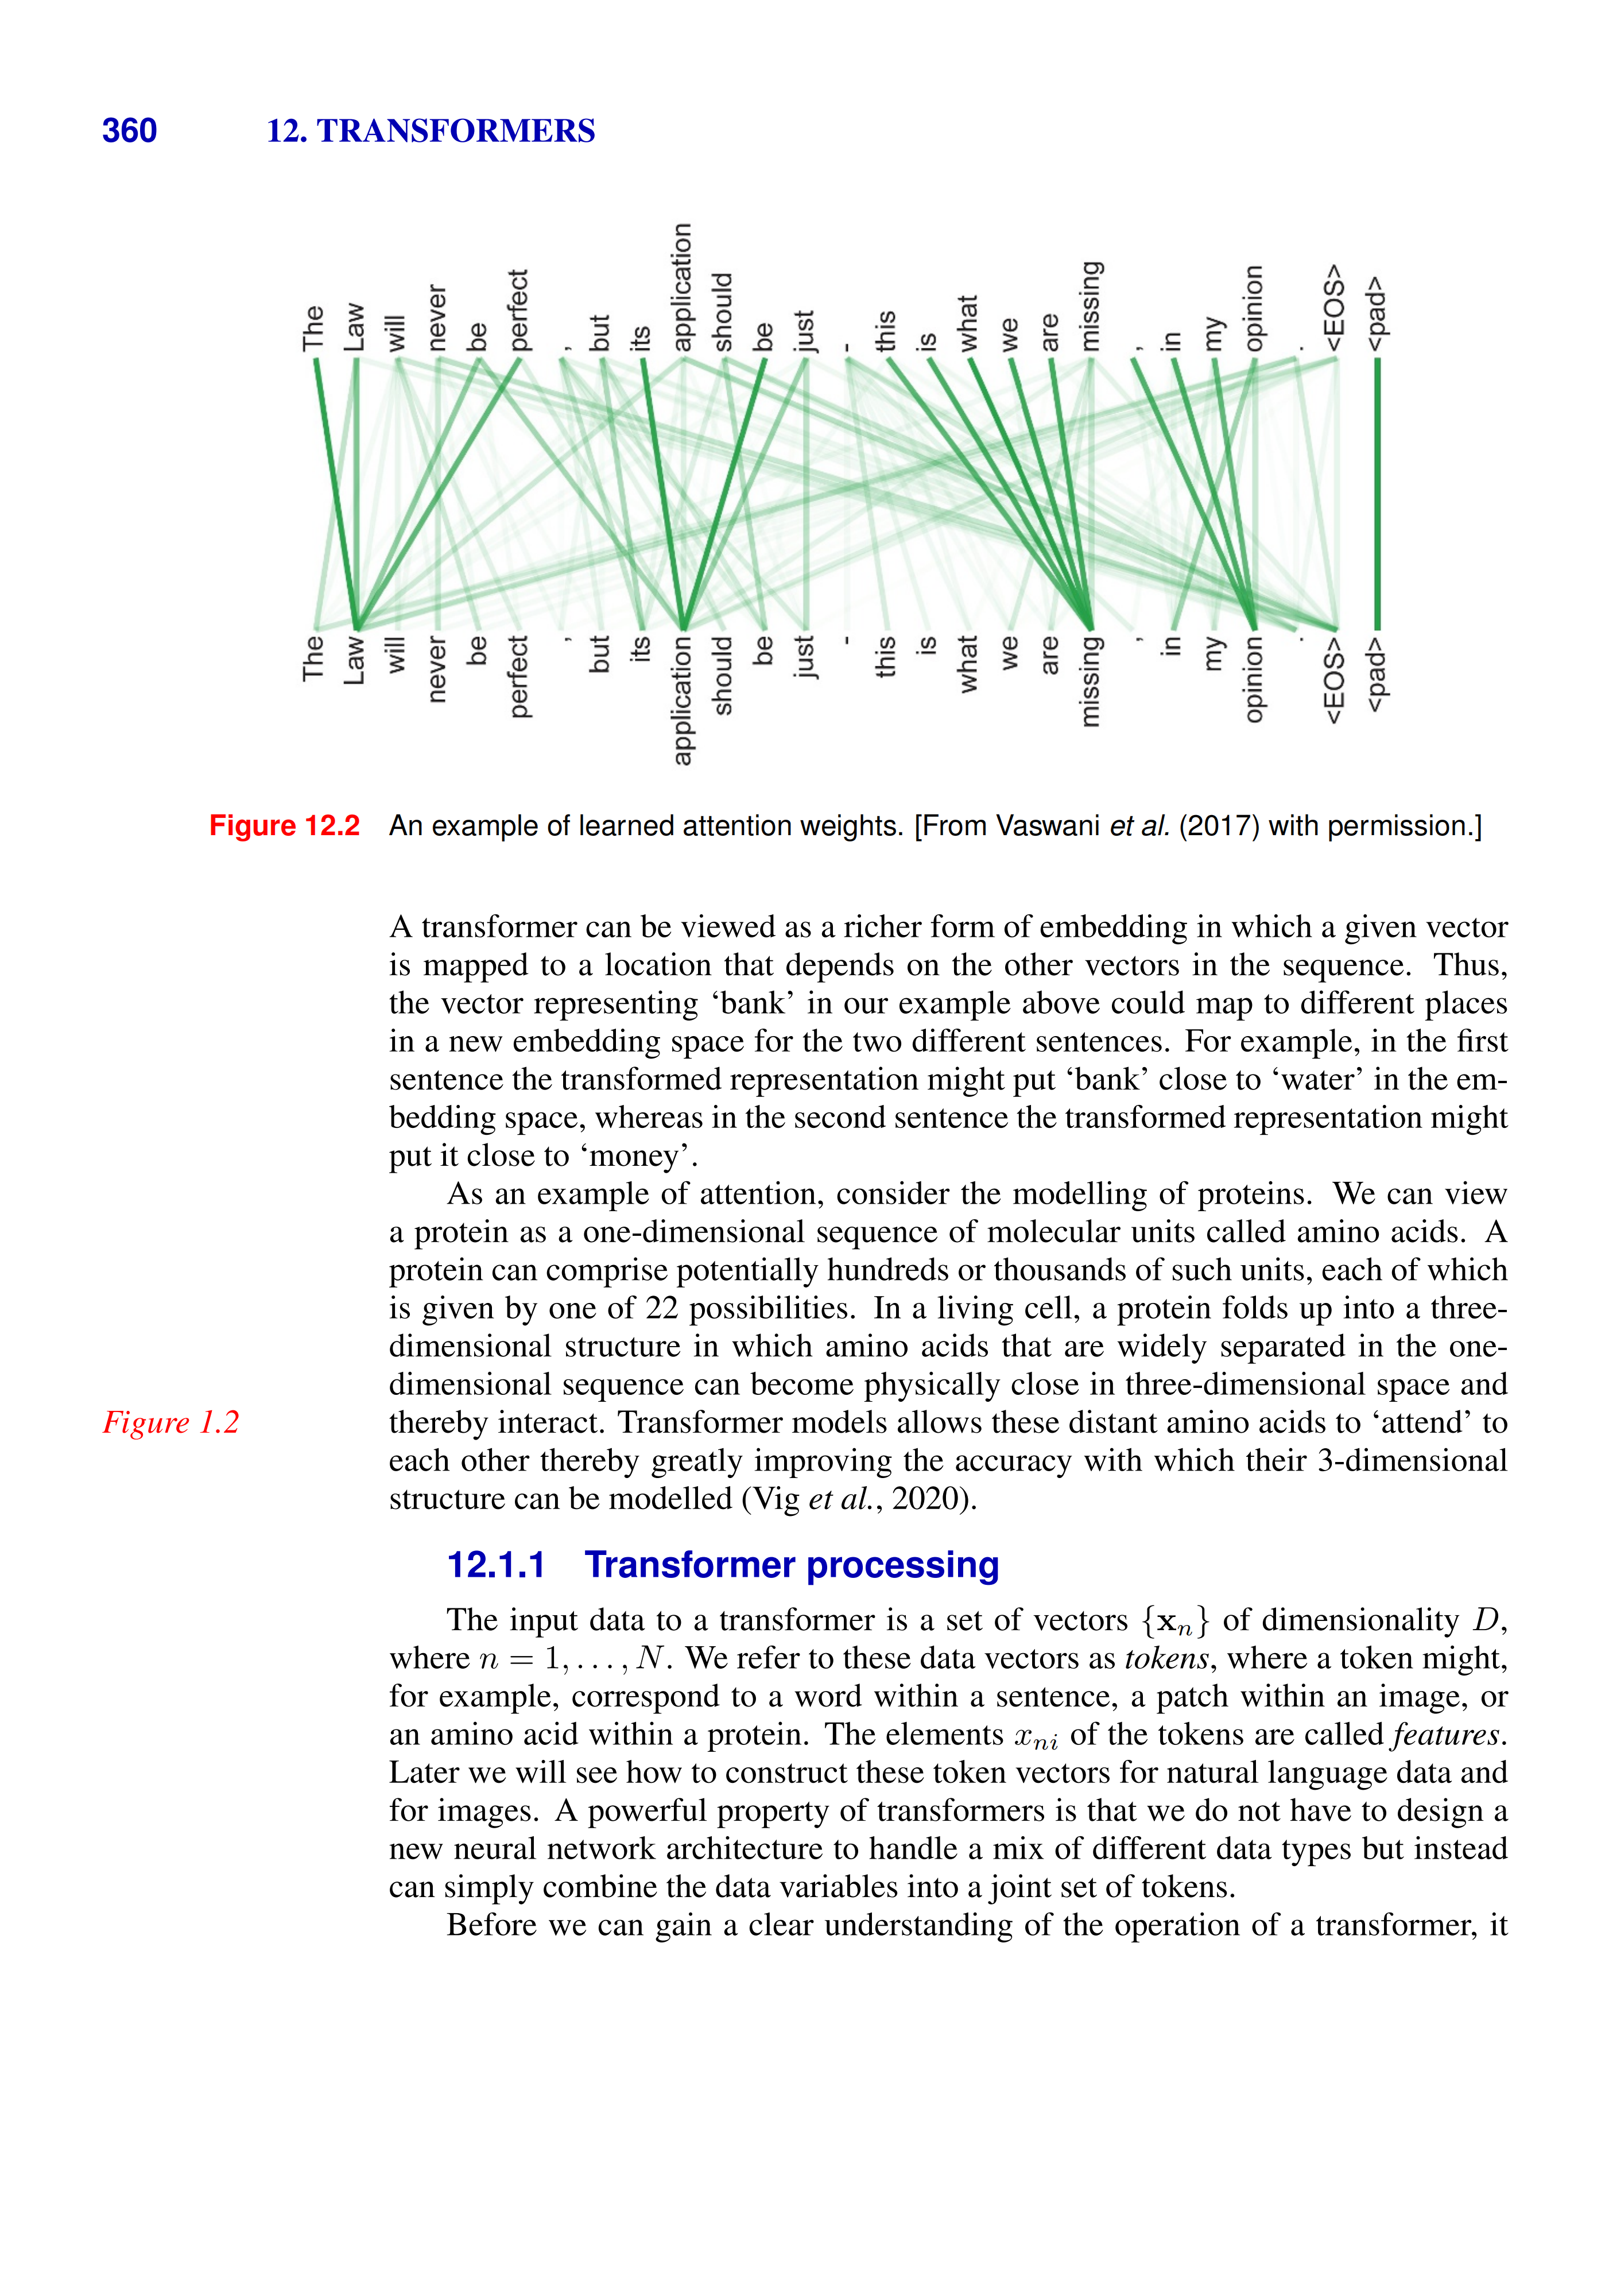 360 12. TRANSFORMERS
The Law will never be perfect , but its application should be just - this is what we are missing , in my opinion . <EOS> <pad>
The Law will never be perfect , but its application should be just - this is what we are missing , in my opinion . <EOS> <pad>
Figure 12.2 An example of learned attention weights. [From Vaswani et al. (2017) with permission.]
A transformer can be viewed as a richer form of embedding in which a given vector
is mapped to a location that depends on the other vectors in the sequence. Thus,
the vector representing ‘bank’ in our example above could map to different places
in a new embedding space for the two different sentences. For example, in the first
sentence the transformed representation might put ‘bank’ close to ‘water’ in the em-
bedding space, whereas in the second sentence the transformed representation might
put it close to ‘money’.
As an example of attention, consider the modelling of proteins. We can view
a protein as a one-dimensional sequence of molecular units called amino acids. A
protein can comprise potentially hundreds or thousands of such units, each of which
is given by one of 22 possibilities. In a living cell, a protein folds up into a three-
dimensional structure in which amino acids that are widely separated in the one-
dimensional sequence can become physically close in three-dimensional space and
Figure 1.2 thereby interact. Transformer models allows these distant amino acids to ‘attend’ to
each other thereby greatly improving the accuracy with which their 3-dimensional
structure can be modelled (Vig et al., 2020).
12.1.1 Transformer processing
The input data to a transformer is a set of vectors {xₙ} of dimensionality D,
where n = 1, . . . , N. We refer to these data vectors as tokens, where a token might,
for example, correspond to a word within a sentence, a patch within an image, or
an amino acid within a protein. The elements xₙᵢ of the tokens are called features.
Later we will see how to construct these token vectors for natural language data and
for images. A powerful property of transformers is that we do not have to design a
new neural network architecture to handle a mix of different data types but instead
can simply combine the data variables into a joint set of tokens.
Before we can gain a clear understanding of the operation of a transformer, it